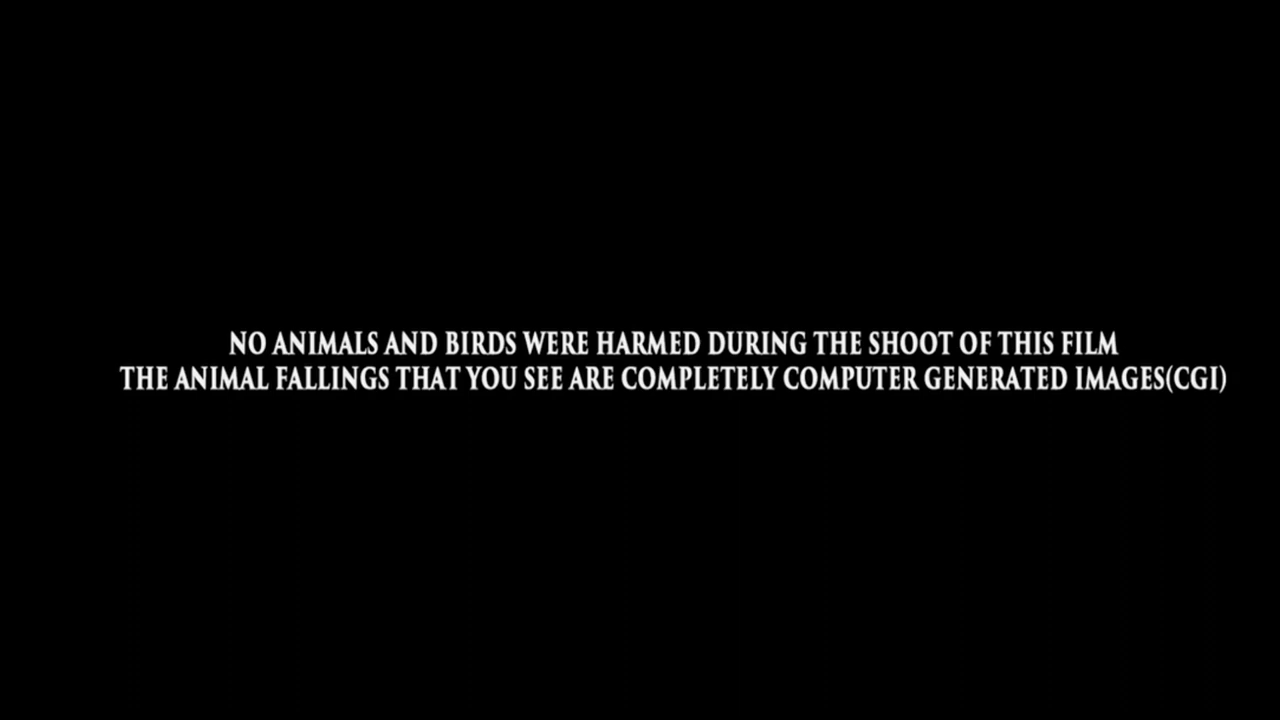 NO ANIMALS AND BIRDS WERE HARMED DURING THE SHOOT OF THIS FILM
THE ANIMAL FALLINGS THAT YOU SEE ARE COMPLETELY COMPUTER GENERATED IMAGES(CGI)